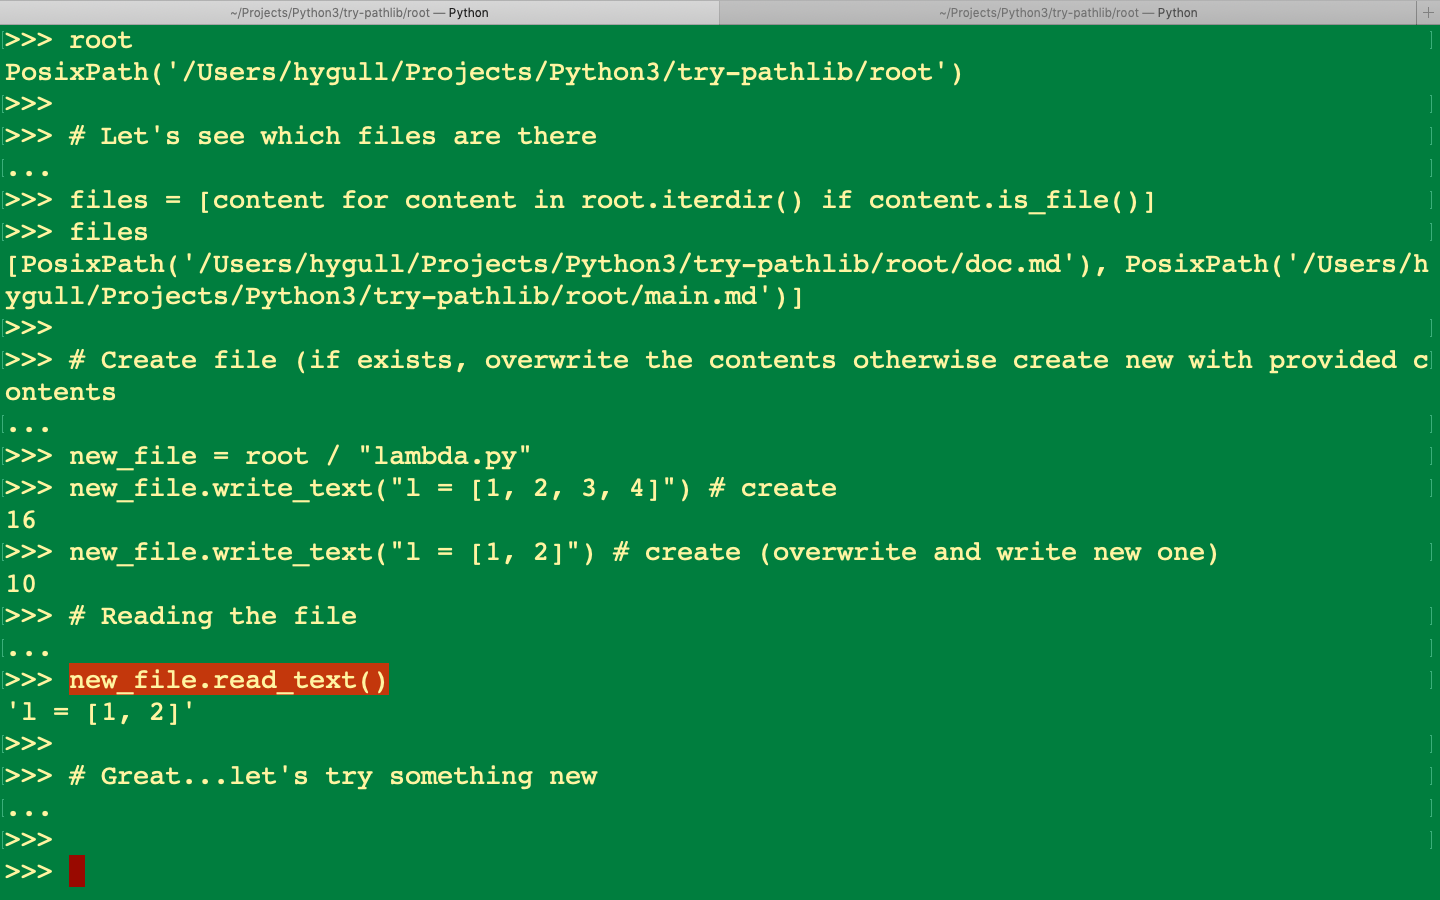 ~/Projects/Python3/try-pathlib/root — Python
~/Projects/Python3/try-pathlib/root — Python
+
>>> root
PosixPath('/Users/hygull/Projects/Python3/try-pathlib/root')
>>>
>>> # Let's see which files are there
...
>>> files = [content for content in root.iterdir() if content.is_file()]
>>> files
[PosixPath('/Users/hygull/Projects/Python3/try-pathlib/root/doc.md'), PosixPath('/Users/h
ygull/Projects/Python3/try-pathlib/root/main.md')]
>>>
>>> # Create file (if exists, overwrite the contents otherwise create new with provided c
ontents
...
>>> new_file = root / "lambda.py"
>>> new_file.write_text("l = [1, 2, 3, 4]") # create
16
>>> new_file.write_text("l = [1, 2]") # create (overwrite and write new one)
10
>>> # Reading the file
...
>>> new_file.read_text()
'l = [1, 2]'
>>>
>>> # Great...let's try something new
...
>>>
>>>